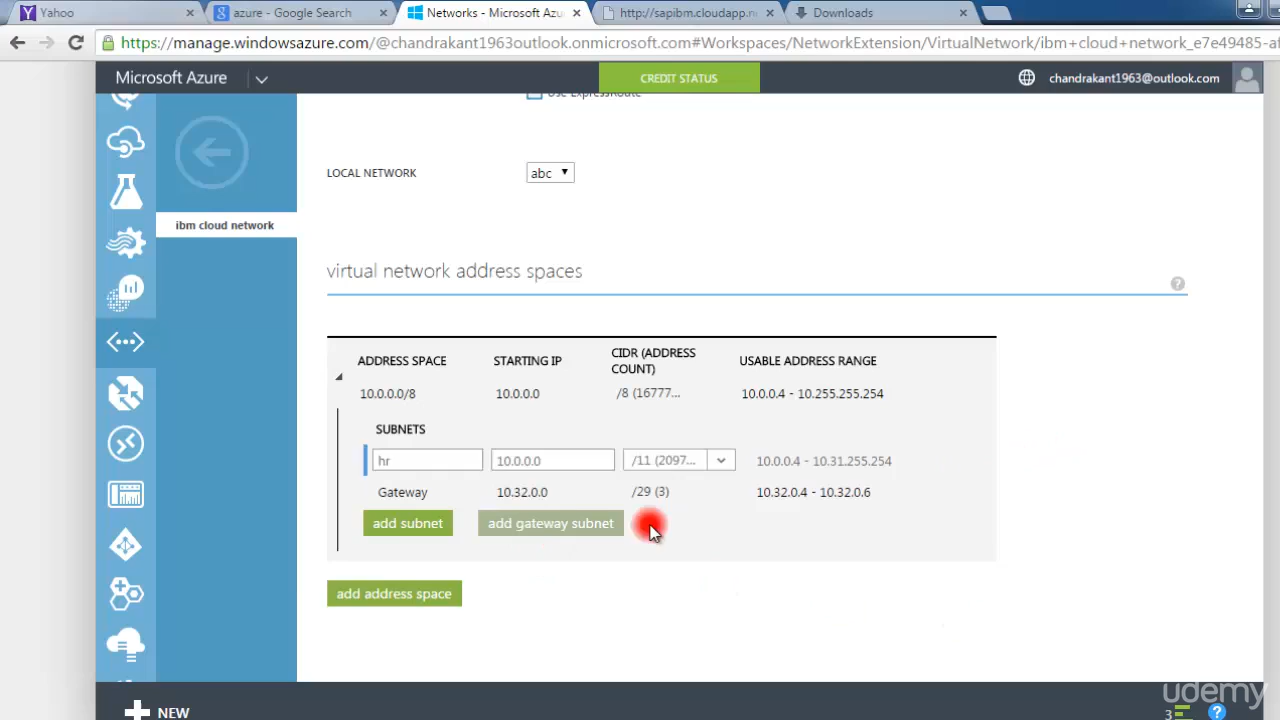 Yahoo
azure - Google Search
Networks - Microsoft Azu
http://sapibm.cloudapp.ne
Downloads
https://manage.windowsazure.com/@chandrakant1963outlook.onmicrosoft.com#Workspaces/NetworkExtension/VirtualNetwork/ibm+cloud+network_e7e49485-af
Microsoft Azure
CREDIT STATUS
chandrakant1963@outlook.com
Use ExpressRoute
LOCAL NETWORK abc
ibm cloud network
virtual network address spaces
?
ADDRESS SPACE STARTING IP CIDR (ADDRESS COUNT) USABLE ADDRESS RANGE
10.0.0.0/8 10.0.0.0 /8 (16777... 10.0.0.4 - 10.255.255.254
SUBNETS
hr 10.0.0.0 /11 (2097... 10.0.0.4 - 10.31.255.254
Gateway 10.32.0.0 /29 (3) 10.32.0.4 - 10.32.0.6
add subnet add gateway subnet
add address space
NEW
udemy
3 ?